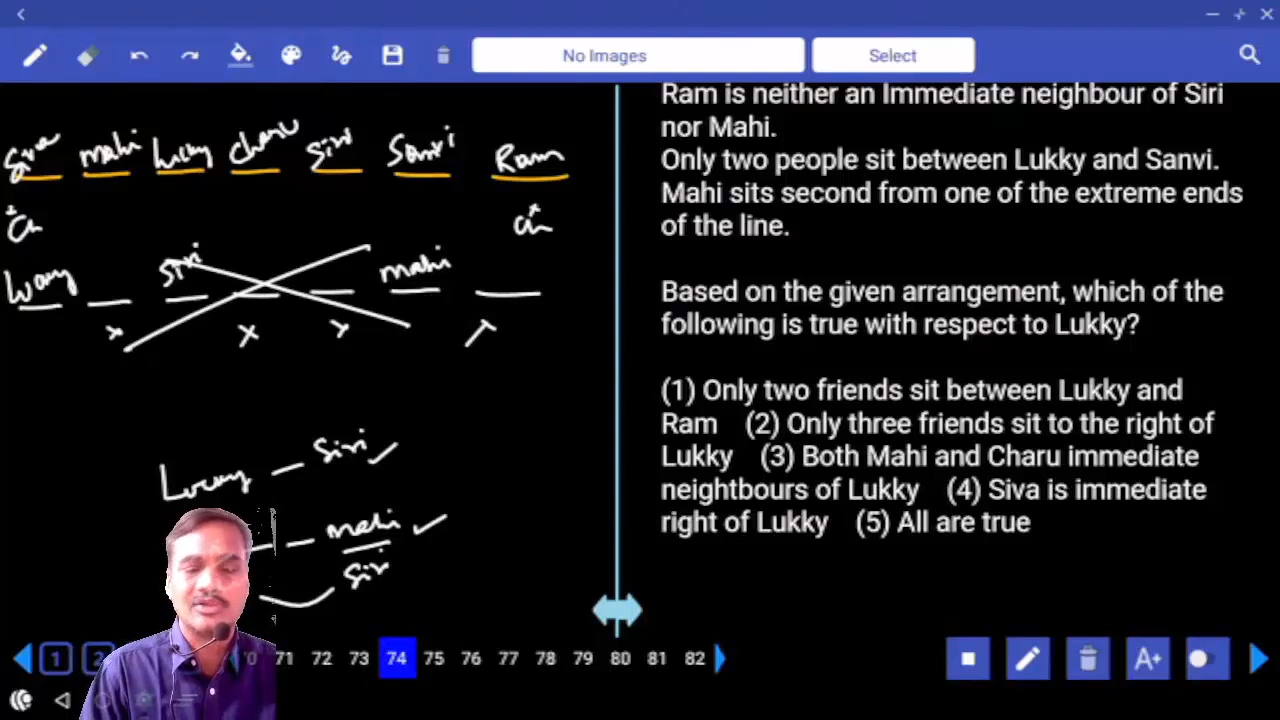 No Images
Select
Siva mahi lucky charu Siri Sanvi Ram
Siri mahi
Siri
mahi
Siri
Ram is neither an Immediate neighbour of Siri
nor Mahi.
Only two people sit between Lukky and Sanvi.
Mahi sits second from one of the extreme ends
of the line.
Based on the given arrangement, which of the
following is true with respect to Lukky?
(1) Only two friends sit between Lukky and
Ram (2) Only three friends sit to the right of
Lukky (3) Both Mahi and Charu immediate
neightbours of Lukky (4) Siva is immediate
right of Lukky (5) All are true
1 2 71 72 73 74 75 76 77 78 79 80 81 82
A+